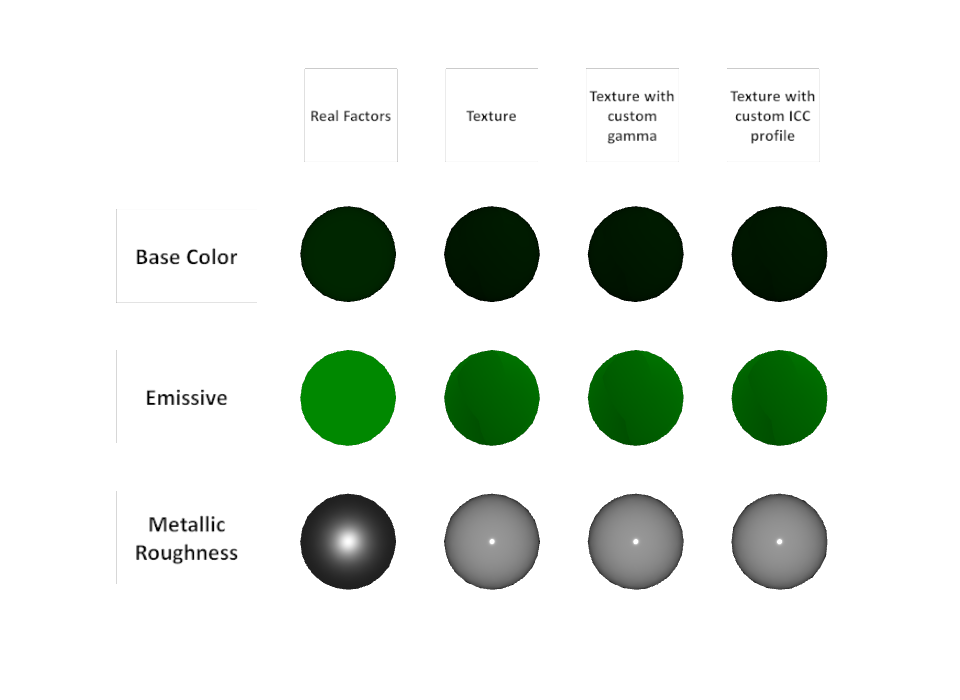 Real Factors
Texture
Texture with
custom
gamma
Texture with
custom ICC
profile
Base Color
Emissive
Metallic
Roughness